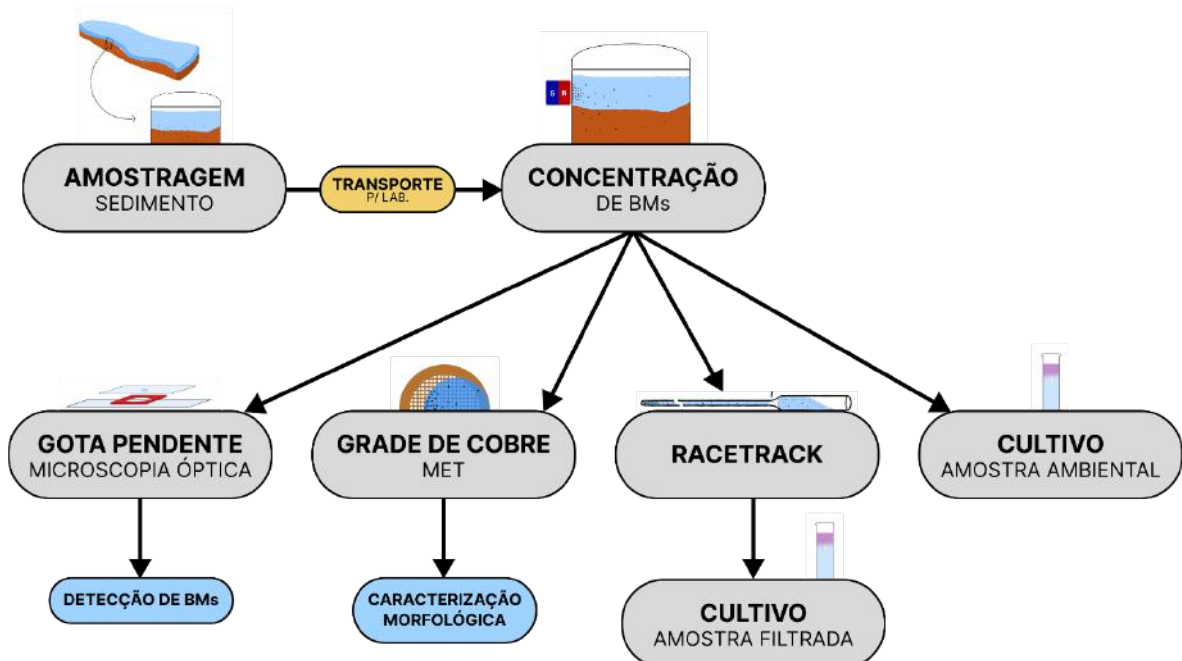 S N
AMOSTRAGEM
SEDIMENTO
TRANSPORTE
P/ LAB.
CONCENTRAÇÃO
DE BMs
GOTA PENDENTE
MICROSCOPIA ÓPTICA
GRADE DE COBRE
MET
RACETRACK
CULTIVO
AMOSTRA AMBIENTAL
DETECÇÃO DE BMs
CARACTERIZAÇÃO
MORFOLÓGICA
CULTIVO
AMOSTRA FILTRADA